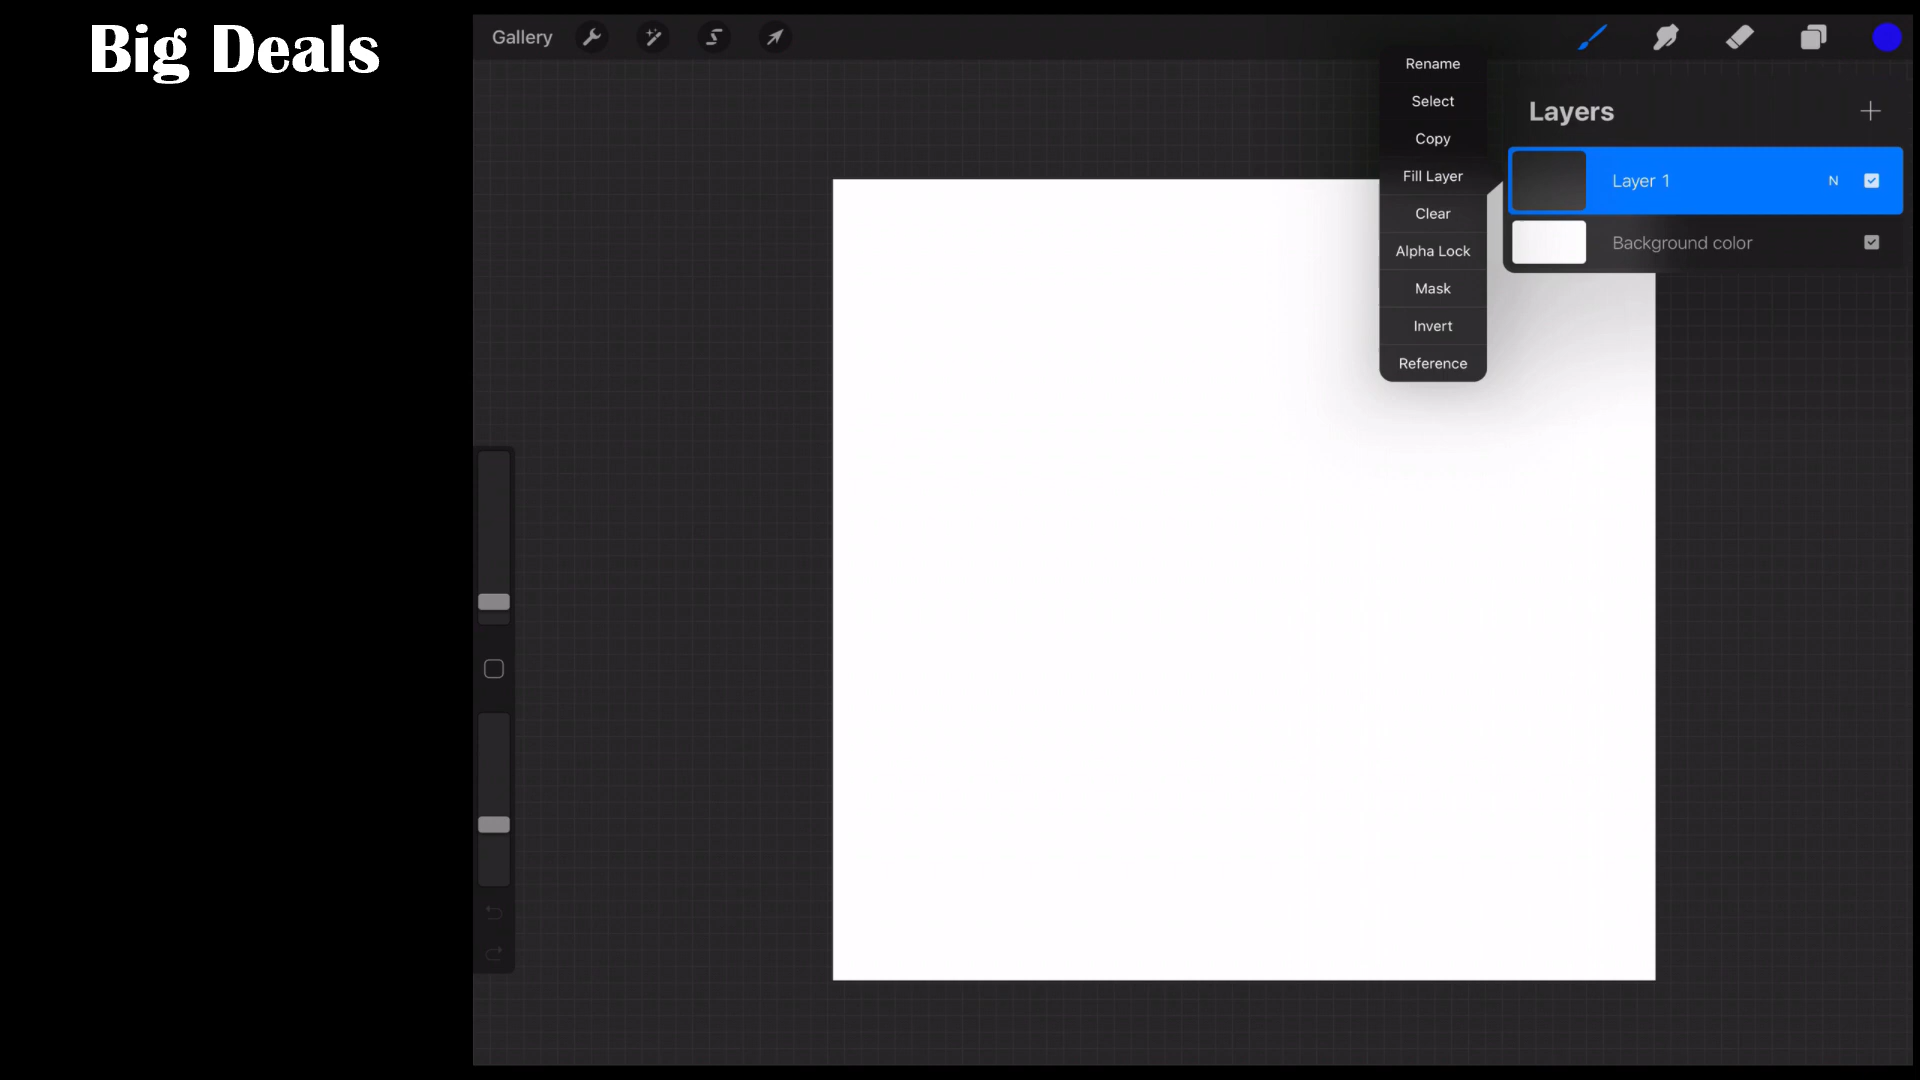 Big Deals
Gallery
Rename
Select
Copy
Fill Layer
Clear
Alpha Lock
Mask
Invert
Reference
Layers
Layer 1 N
Background color